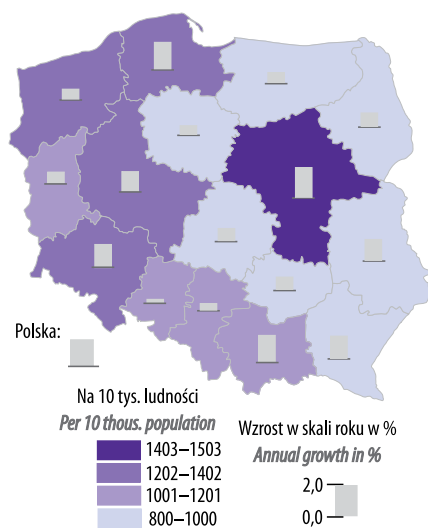 Polska:
Na 10 tys. ludności
Per 10 thous. population
1403–1503
1202–1402
1001–1201
800–1000
Wzrost w skali roku w %
Annual growth in %
2,0
0,0